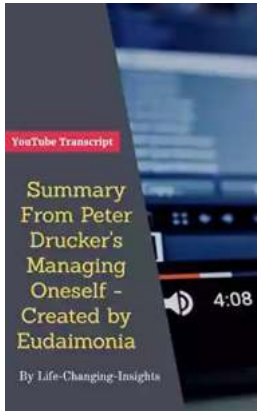 YouTube Transcript
Summary
From Peter
Drucker's
Managing
Oneself -
Created by
Eudaimonia
4:08
By Life-Changing-Insights